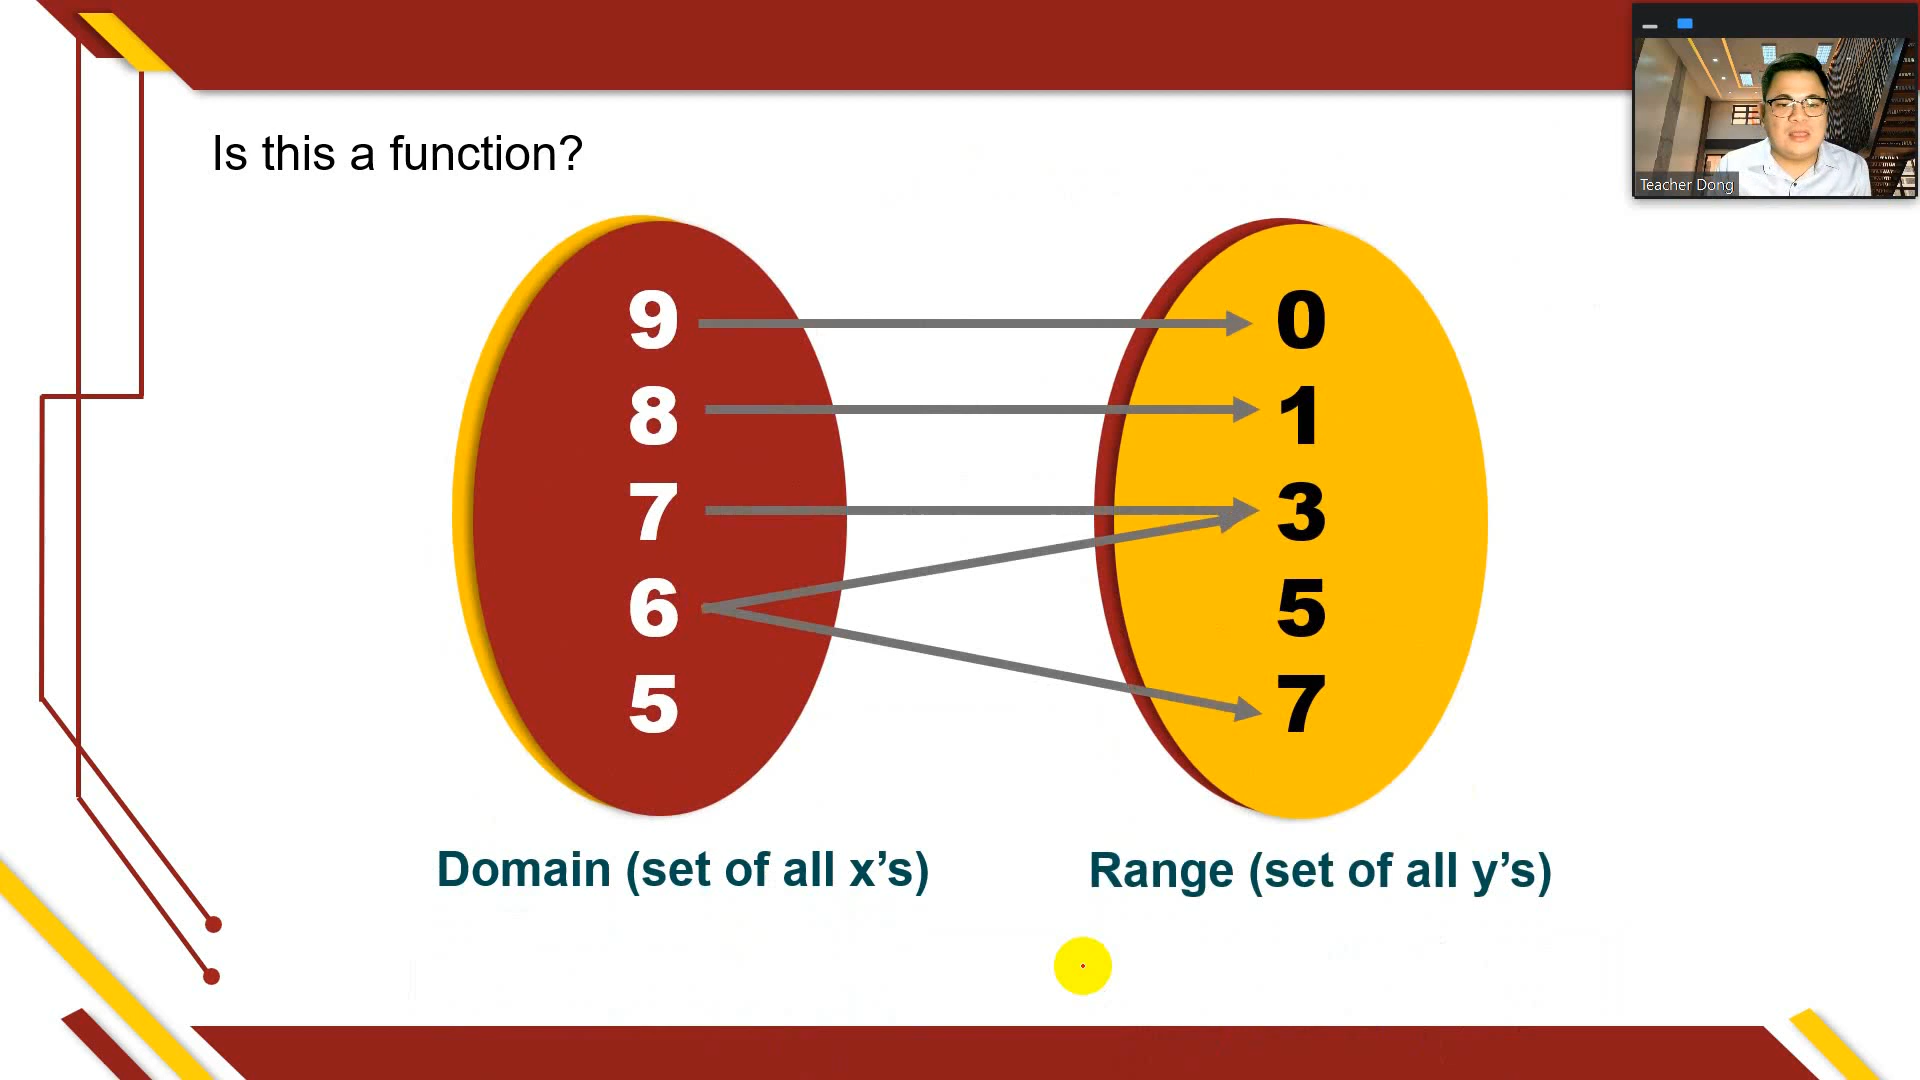 Teacher Dong
Is this a function?
9 0
8 1
7 3
6 5
5 7
Domain (set of all x’s) Range (set of all y’s)